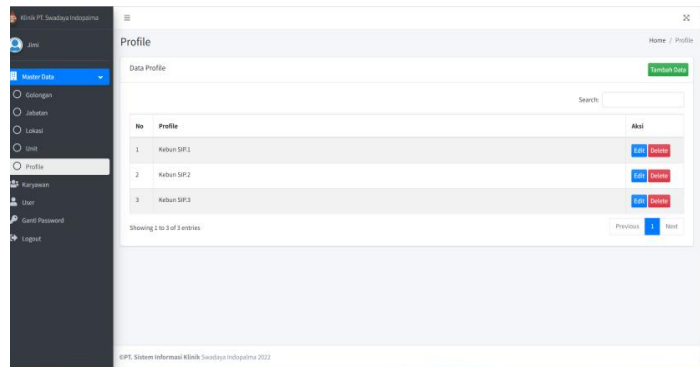 Klinik PT. Swadaya Indopalma
Jimi
Master Data
Golongan
Jabatan
Lokasi
Unit
Profile
Karyawan
User
Ganti Password
Logout
Profile
Home / Profile
Data Profile
Tambah Data
Search:
No Profile Aksi
1 Kebun SIP.1 Edit Delete
2 Kebun SIP.2 Edit Delete
3 Kebun SIP.3 Edit Delete
Showing 1 to 3 of 3 entries
Previous 1 Next
©PT. Sistem Informasi Klinik Swadaya Indopalma 2022